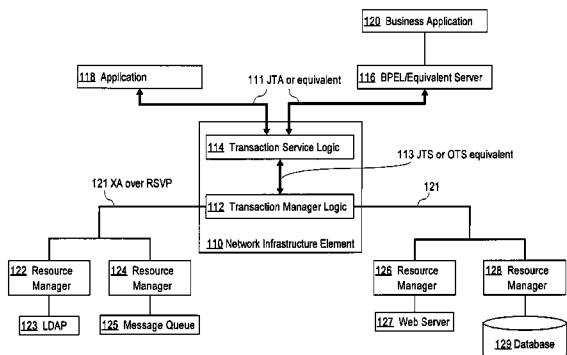 120 Business Application
118 Application
111 JTA or equivalent
116 BPEL/Equivalent Server
114 Transaction Service Logic
113 JTS or OTS equivalent
121 XA over RSVP
112 Transaction Manager Logic
121
110 Network Infrastructure Element
122 Resource
Manager
124 Resource
Manager
126 Resource
Manager
128 Resource
Manager
123 LDAP
125 Message Queue
127 Web Server
129 Database